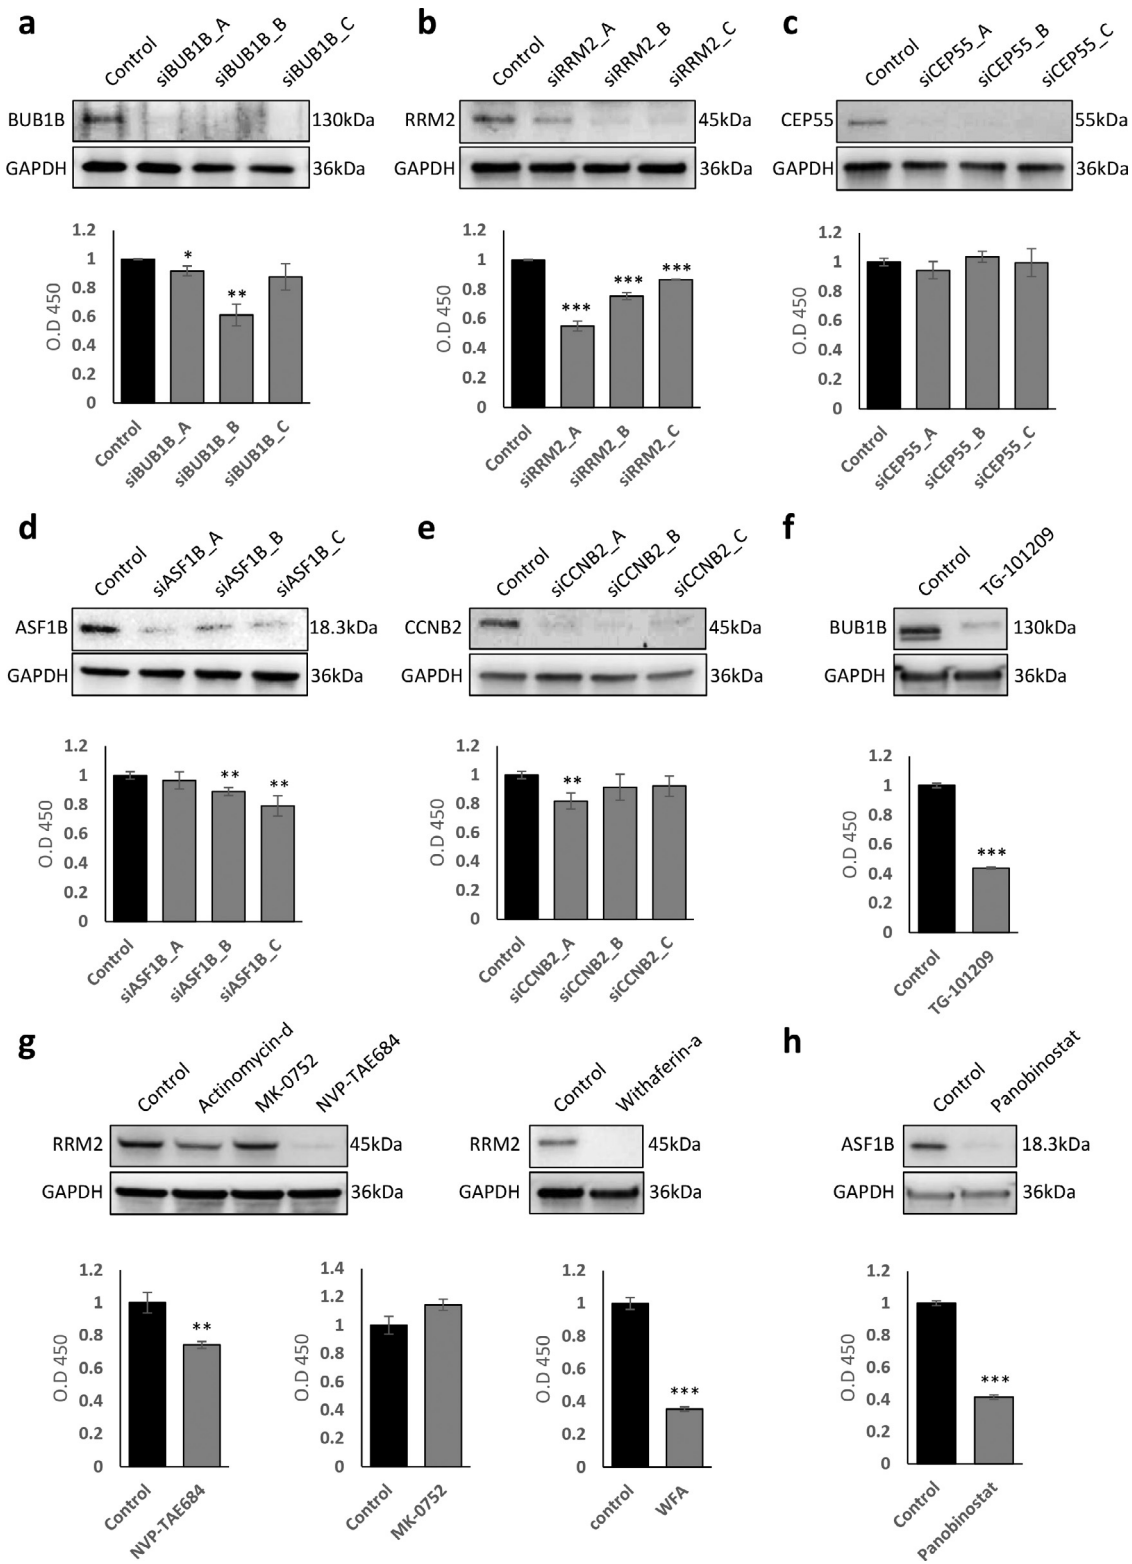 a
Control
siBUB1B_A
siBUB1B_B
siBUB1B_C
BUB1B
130kDa
GAPDH
36kDa
1.2
1
0.8
0.6
0.4
0.2
0
O.D 450
*
**
Control
siBUB1B_A
siBUB1B_B
siBUB1B_C
b
Control
siRRM2_A
siRRM2_B
siRRM2_C
RRM2
45kDa
GAPDH
36kDa
1.2
1
0.8
0.6
0.4
0.2
0
O.D 450
***
***
***
Control
siRRM2_A
siRRM2_B
siRRM2_C
c
Control
siCEP55_A
siCEP55_B
siCEP55_C
CEP55
55kDa
GAPDH
36kDa
1.2
1
0.8
0.6
0.4
0.2
0
O.D 450
Control
siCEP55_A
siCEP55_B
siCEP55_C
d
Control
siASF1B_A
siASF1B_B
siASF1B_C
ASF1B
18.3kDa
GAPDH
36kDa
1.2
1
0.8
0.6
0.4
0.2
0
O.D 450
**
**
Control
siASF1B_A
siASF1B_B
siASF1B_C
e
Control
siCCNB2_A
siCCNB2_B
siCCNB2_C
CCNB2
45kDa
GAPDH
36kDa
1.2
1
0.8
0.6
0.4
0.2
0
O.D 450
**
Control
siCCNB2_A
siCCNB2_B
siCCNB2_C
f
Control
TG-101209
BUB1B
130kDa
GAPDH
36kDa
1.2
1
0.8
0.6
0.4
0.2
0
O.D 450
***
Control
TG-101209
g
Control
Actinomycin-d
MK-0752
NVP-TAE684
RRM2
45kDa
GAPDH
36kDa
Control
Withaferin-a
RRM2
45kDa
GAPDH
36kDa
1.2
1
0.8
0.6
0.4
0.2
0
O.D 450
**
Control
NVP-TAE684
1.4
1.2
1
0.8
0.6
0.4
0.2
0
O.D 450
Control
MK-0752
1.2
1
0.8
0.6
0.4
0.2
0
O.D 450
***
control
WFA
h
Control
Panobinostat
ASF1B
18.3kDa
GAPDH
36kDa
1.2
1
0.8
0.6
0.4
0.2
0
O.D 450
***
Control
Panobinostat